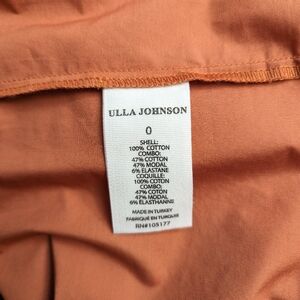 ULLA JOHNSON
0
SHELL:
100% COTTON
COMBO:
47% COTTON
47% MODAL
6% ELASTANE
COQUILLE:
100% COTON
COMBO:
47% COTON
47% MODAL
6% ELASTHANNE
MADE IN TURKEY
FABRIQUÉ EN TURQUIE
RN#105177